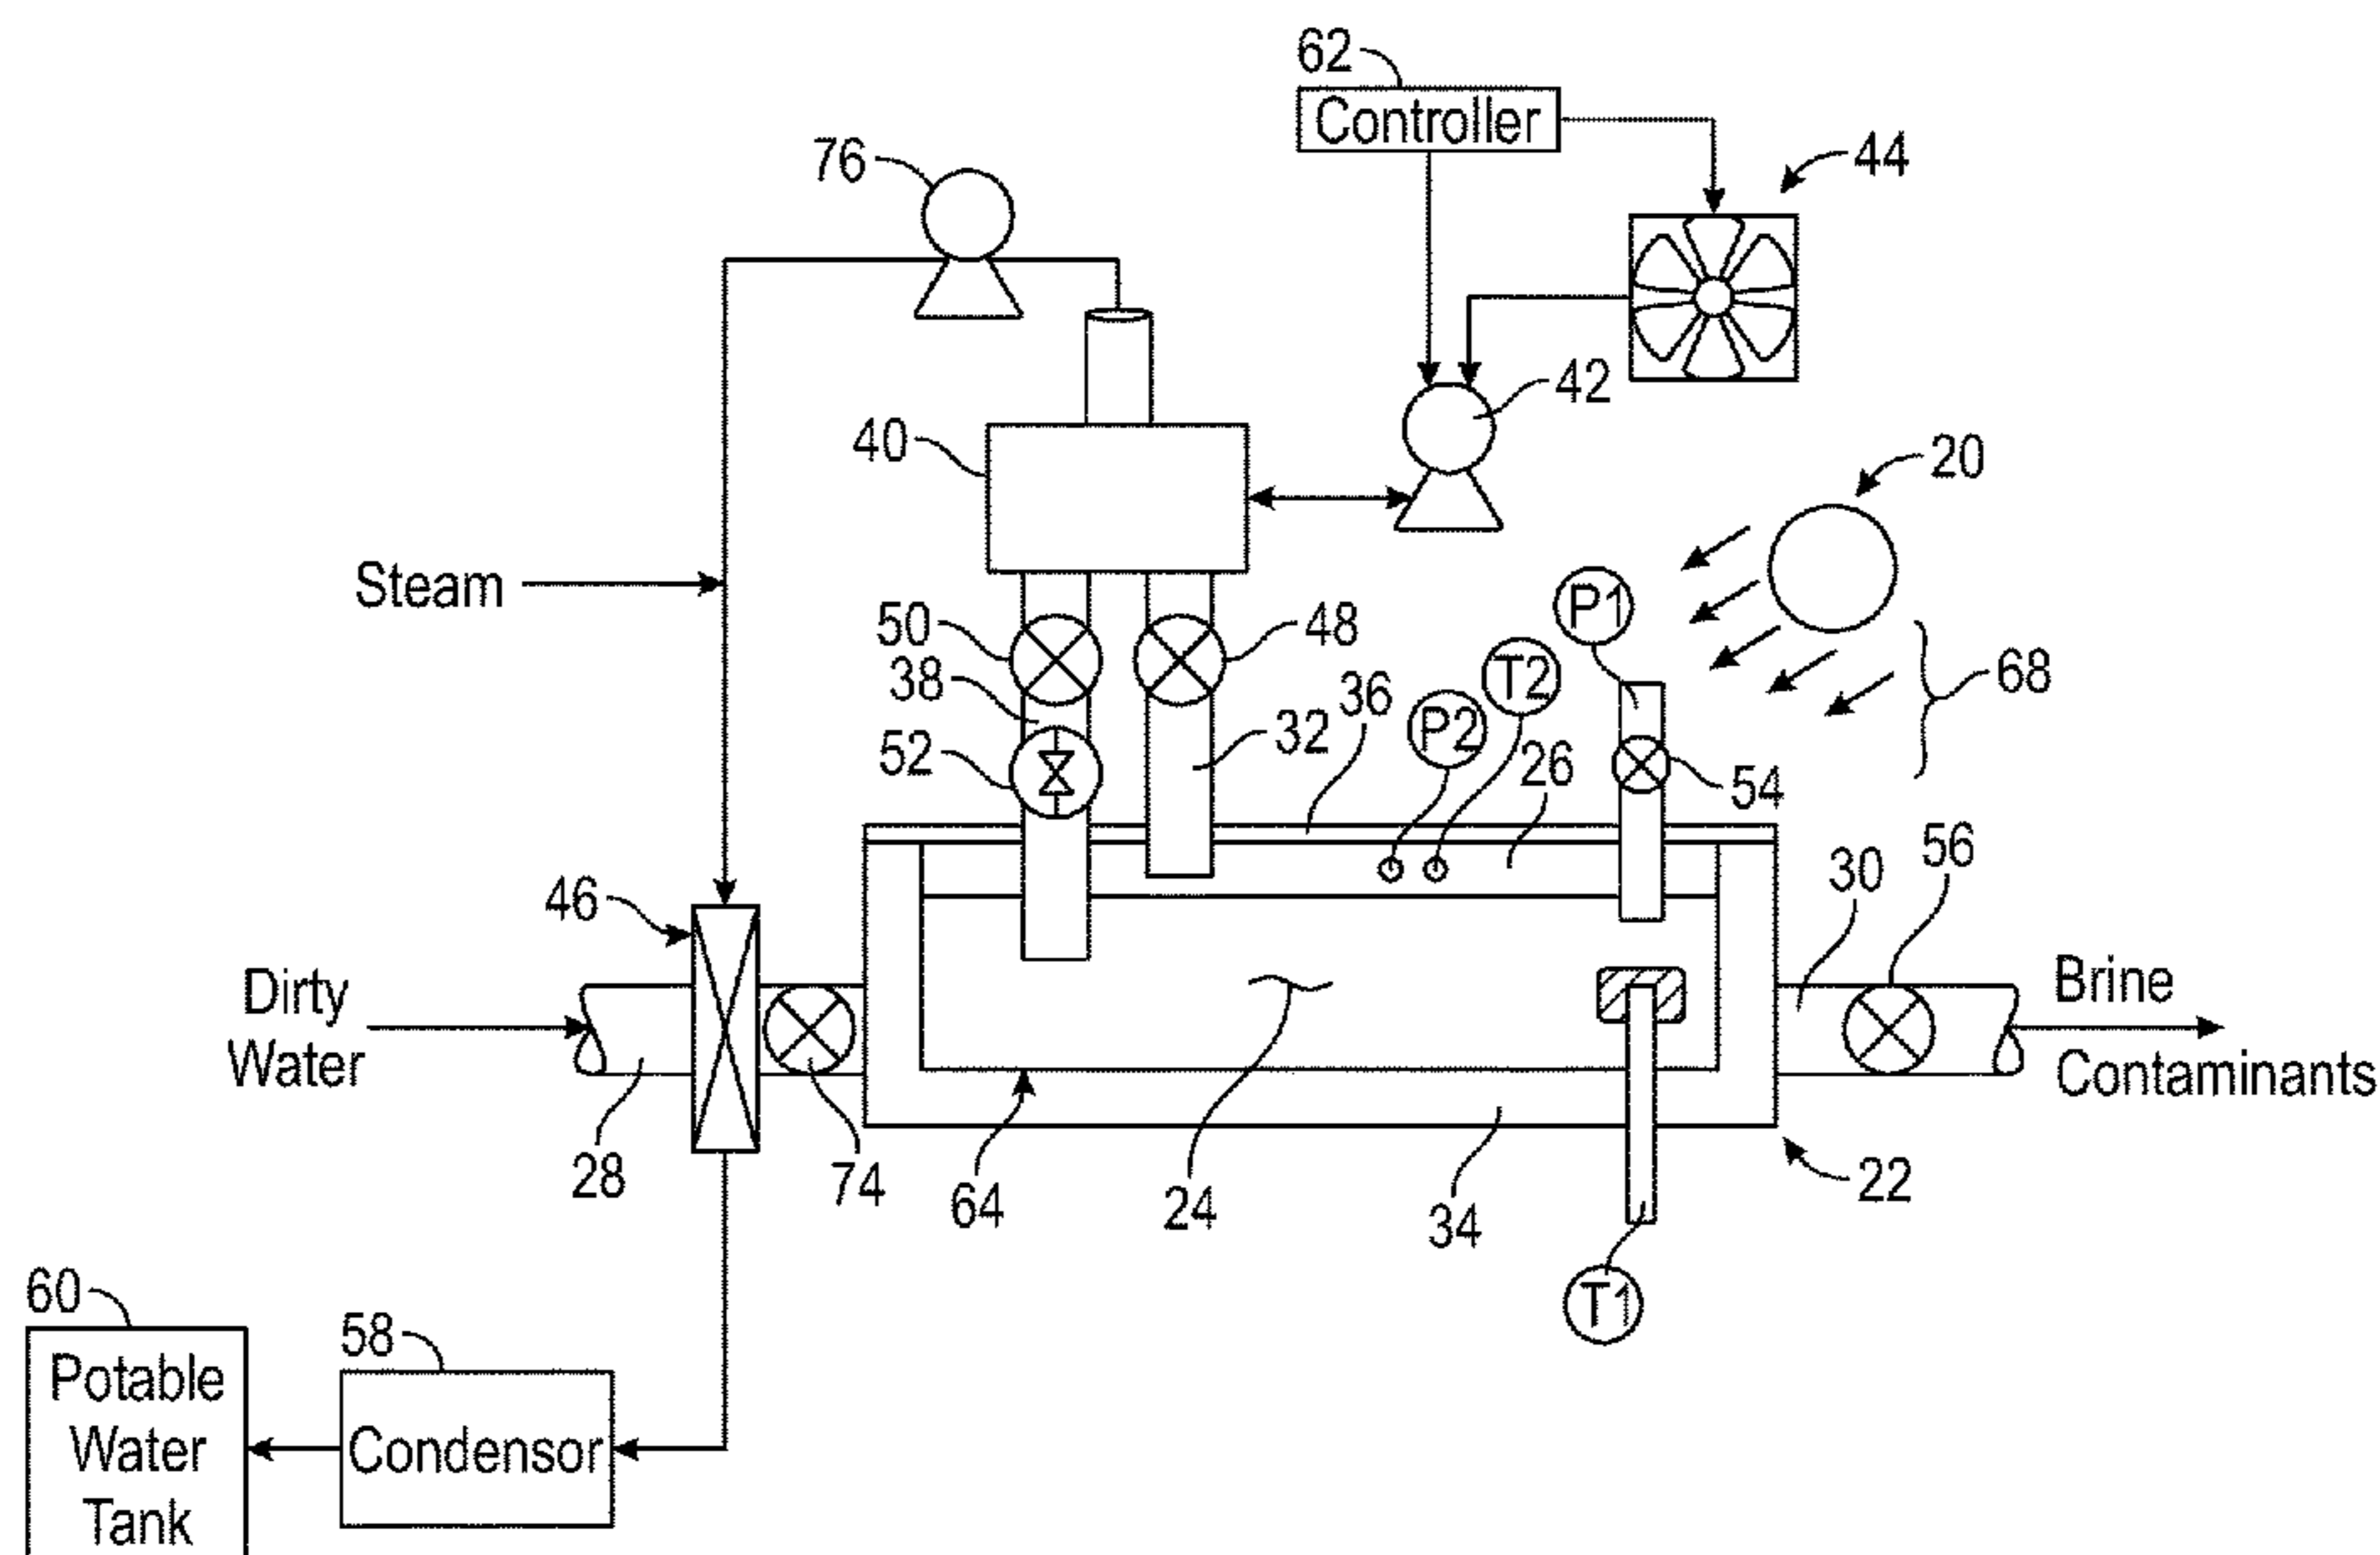 62
Controller
76
44
42
40
20
Steam
P1
50
48
T2
68
38
36
P2
32
52
26
54
56
30
46
Dirty
Water
Brine
Contaminants
28
74
64
24
34
22
T1
60
58
Potable
Water
Tank
Condensor